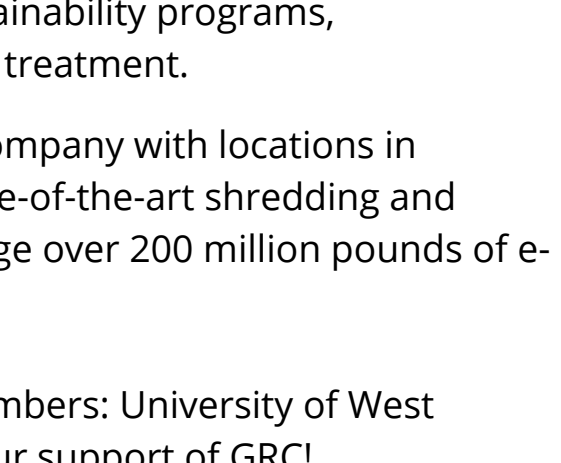 ainability programs,
treatment.
ompany with locations in
e-of-the-art shredding and
ge over 200 million pounds of e-
mbers: University of West
ur support of GRC!